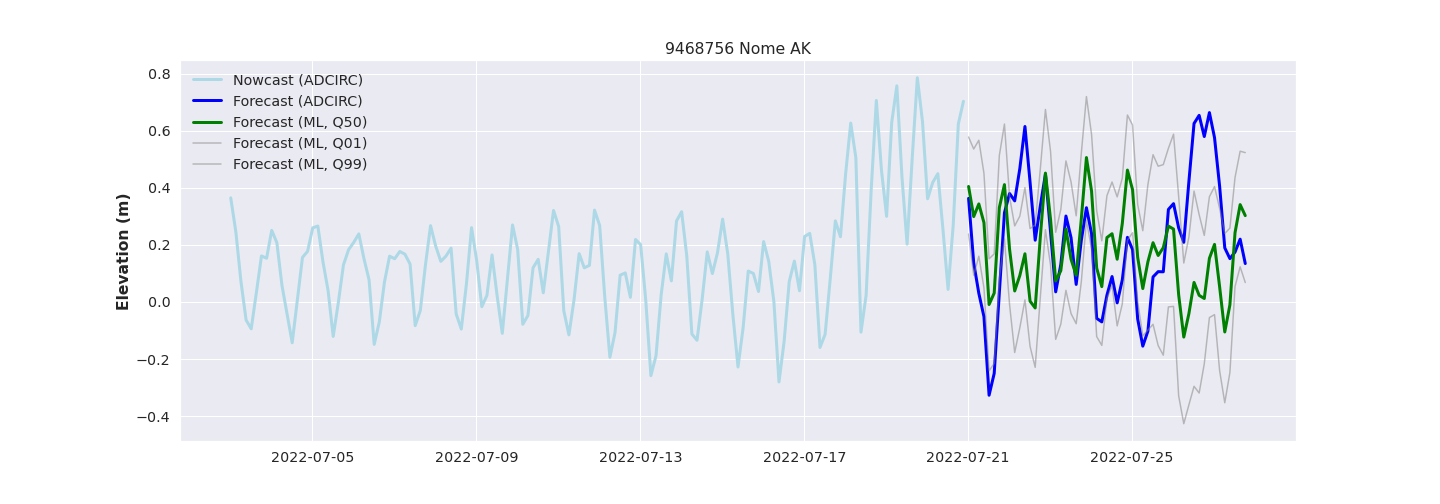 9468756 Nome AK
Nowcast (ADCIRC)
Forecast (ADCIRC)
Forecast (ML, Q50)
Forecast (ML, Q01)
Forecast (ML, Q99)
Elevation (m)
0.8
0.6
0.4
0.2
0.0
−0.2
−0.4
2022-07-05
2022-07-09
2022-07-13
2022-07-17
2022-07-21
2022-07-25